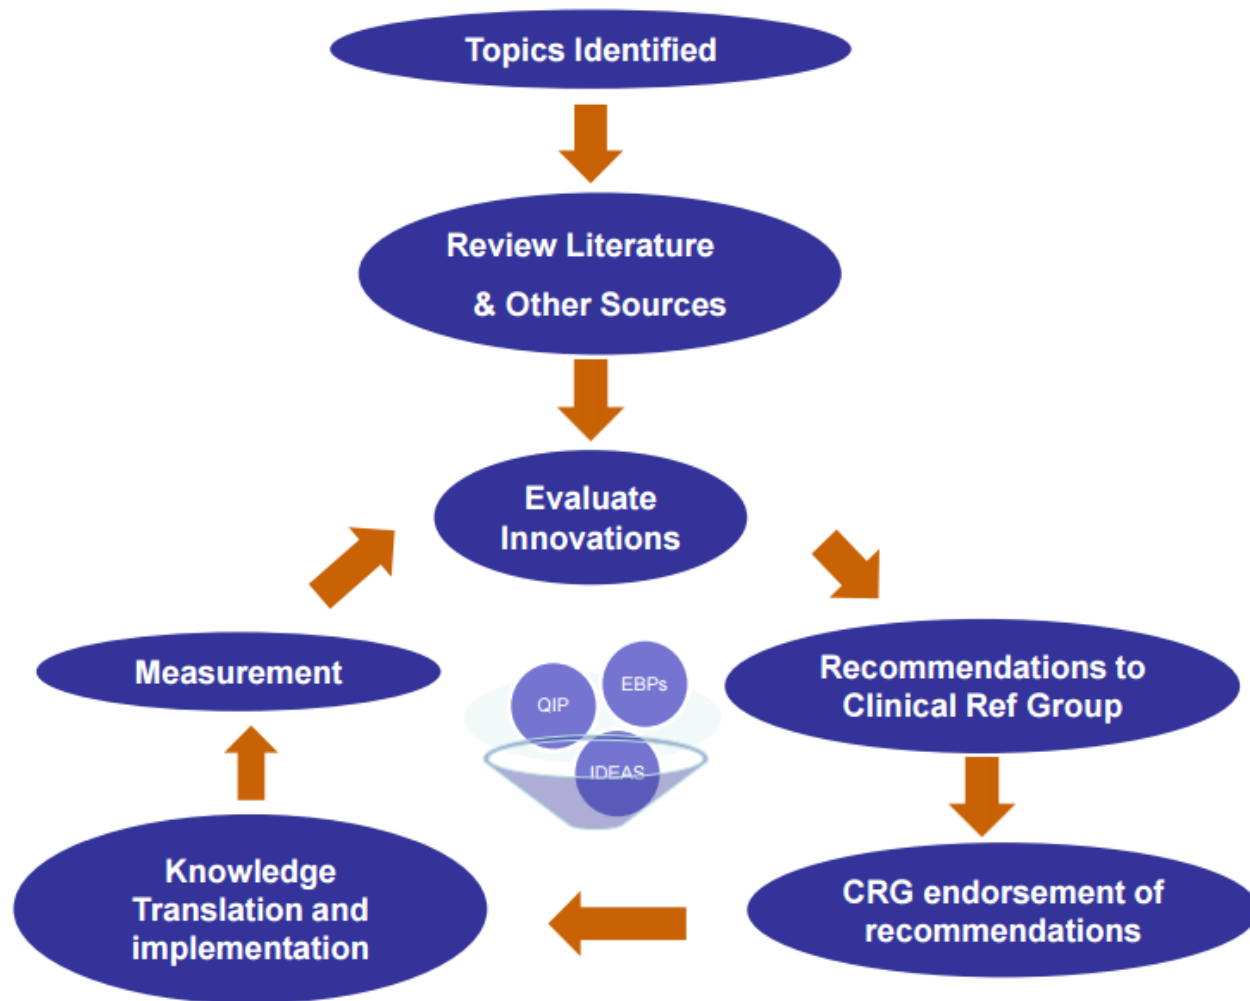 Topics Identified
Review Literature
& Other Sources
Evaluate
Innovations
Measurement
QIP
EBPs
IDEAS
Recommendations to
Clinical Ref Group
Knowledge
Translation and
implementation
CRG endorsement of
recommendations